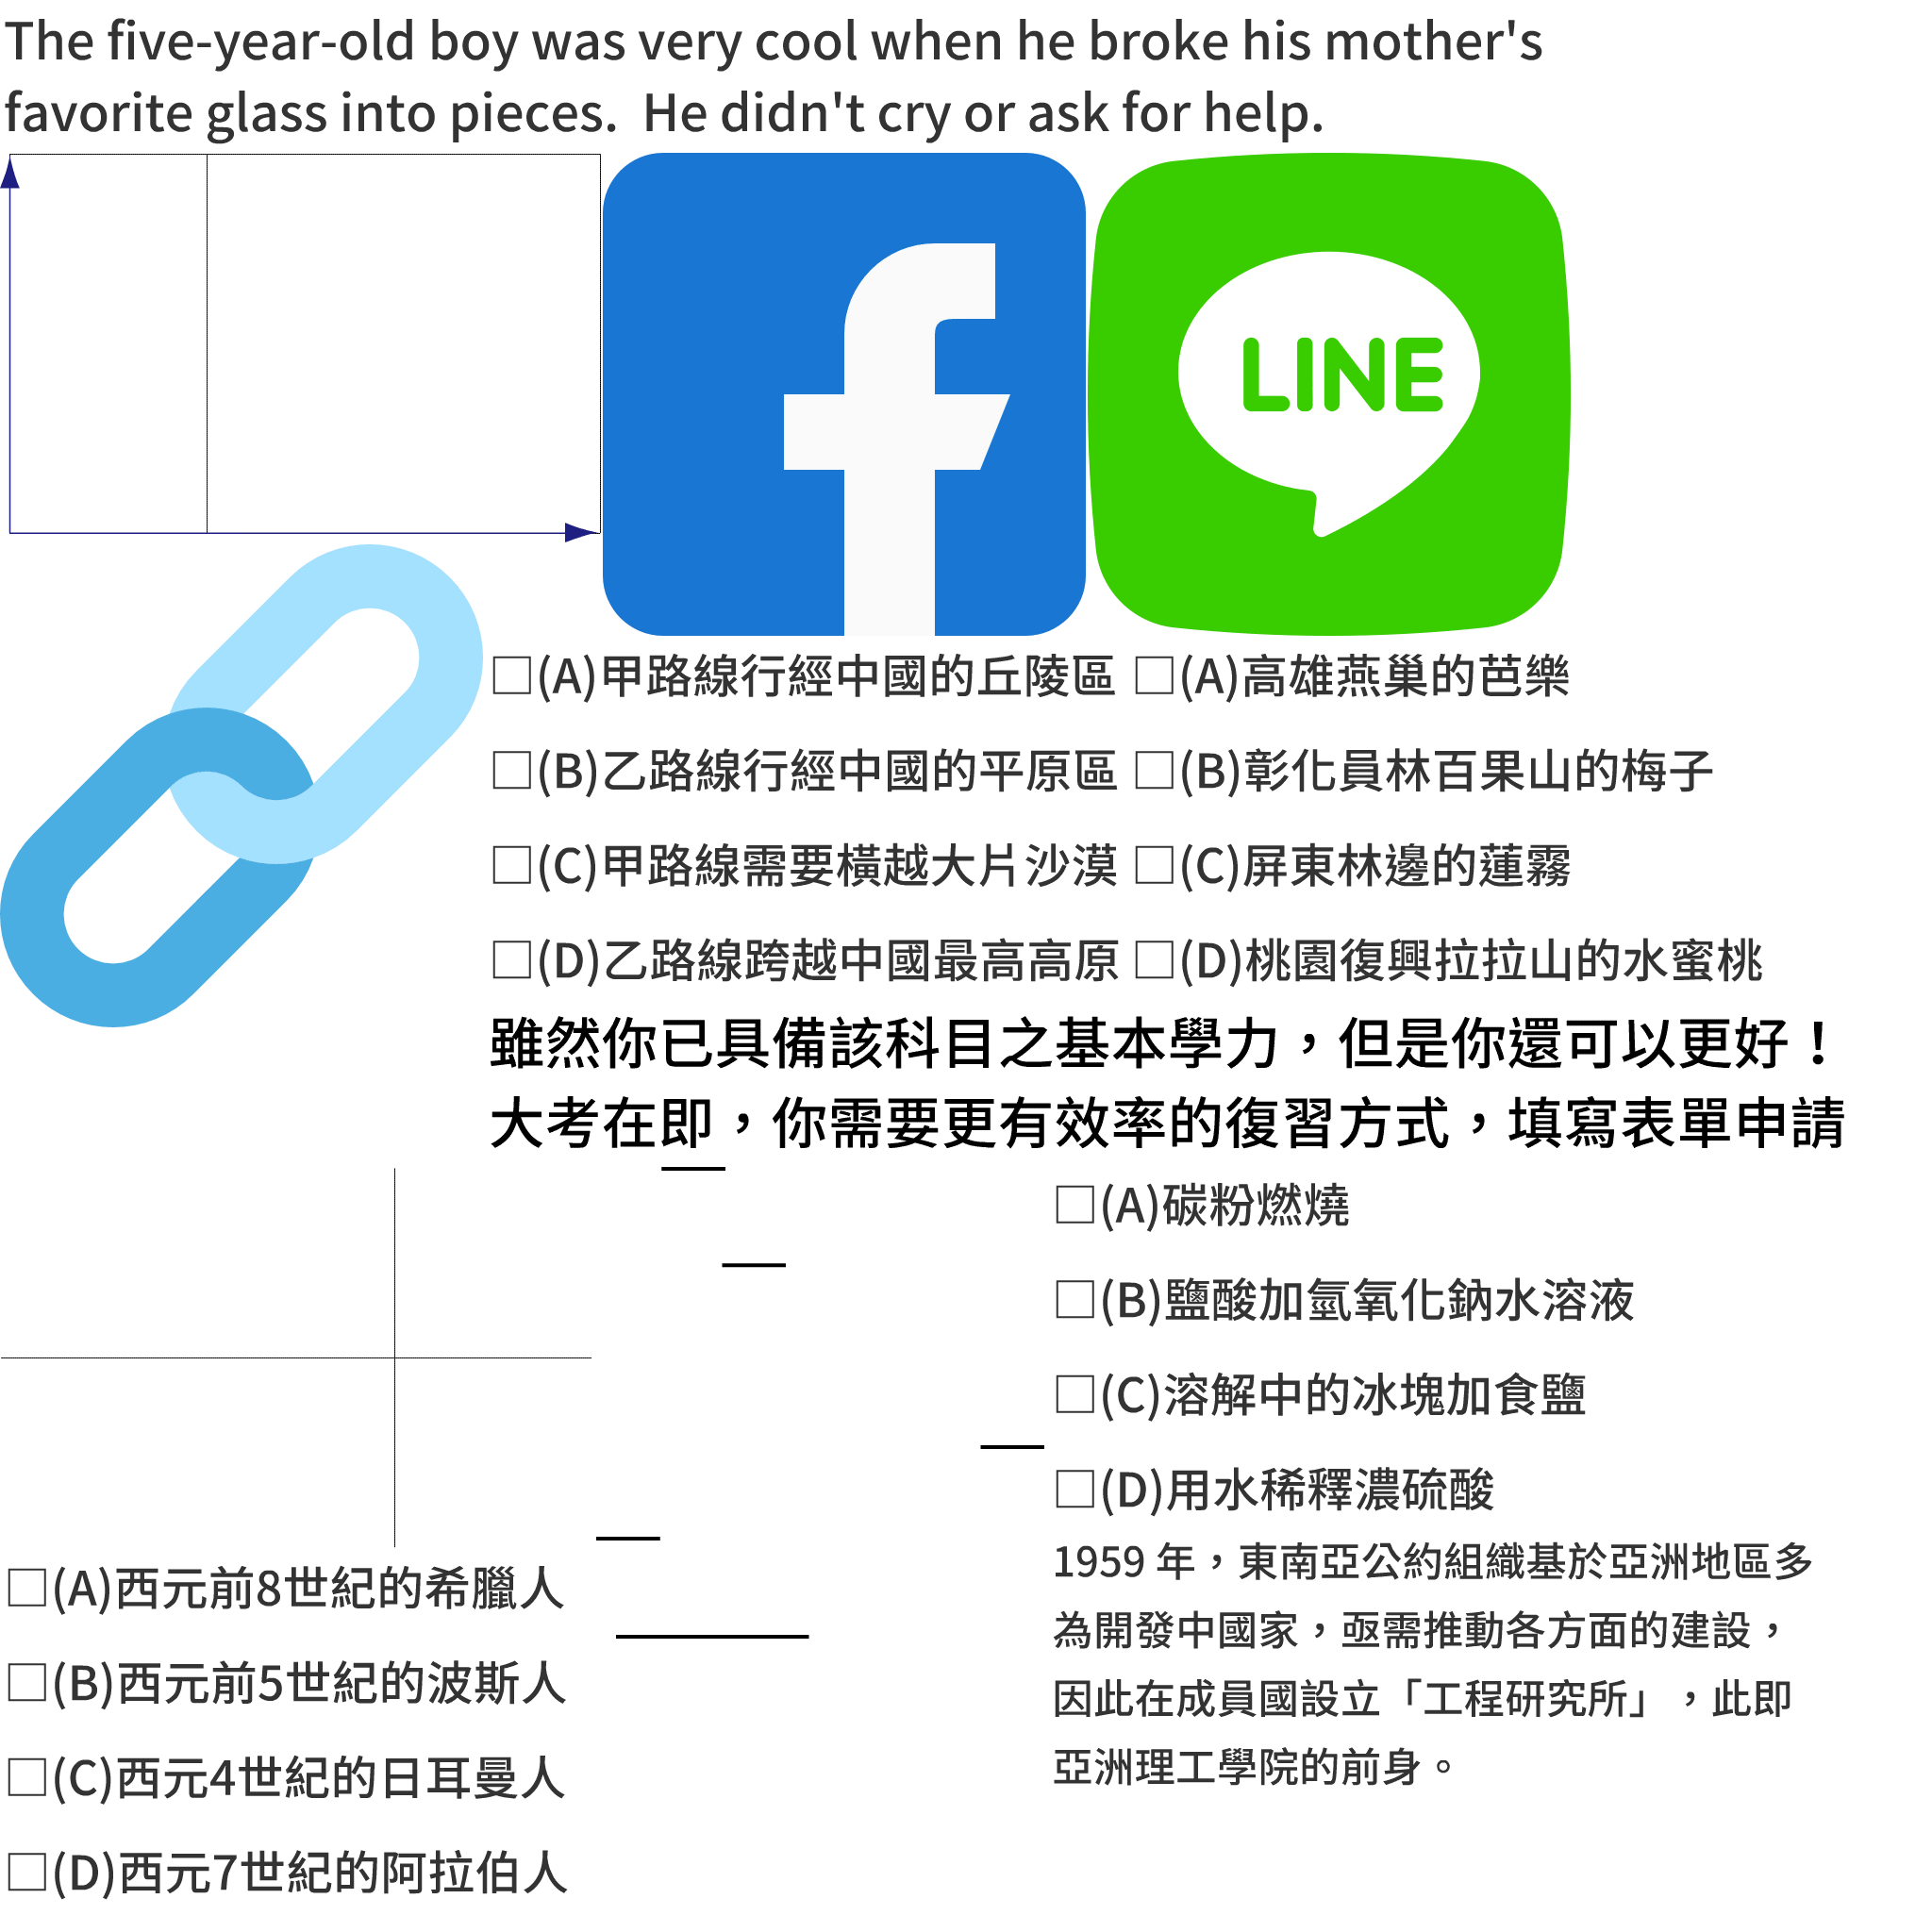 The five-year-old boy was very cool when he broke his mother's
favorite glass into pieces.  He didn't cry or ask for help.
LINE
□(A)甲路線行經中國的丘陵區
□(B)乙路線行經中國的平原區
□(C)甲路線需要橫越大片沙漠
□(D)乙路線跨越中國最高高原
□(A)高雄燕巢的芭樂
□(B)彰化員林百果山的梅子
□(C)屏東林邊的蓮霧
□(D)桃園復興拉拉山的水蜜桃
雖然你已具備該科目之基本學力，但是你還可以更好！
大考在即，你需要更有效率的復習方式，填寫表單申請
□(A)碳粉燃燒
□(B)鹽酸加氫氧化鈉水溶液
□(C)溶解中的冰塊加食鹽
□(D)用水稀釋濃硫酸
□(A)西元前8世紀的希臘人
□(B)西元前5世紀的波斯人
□(C)西元4世紀的日耳曼人
□(D)西元7世紀的阿拉伯人
1959 年，東南亞公約組織基於亞洲地區多
為開發中國家，亟需推動各方面的建設，
因此在成員國設立「工程研究所」，此即
亞洲理工學院的前身。